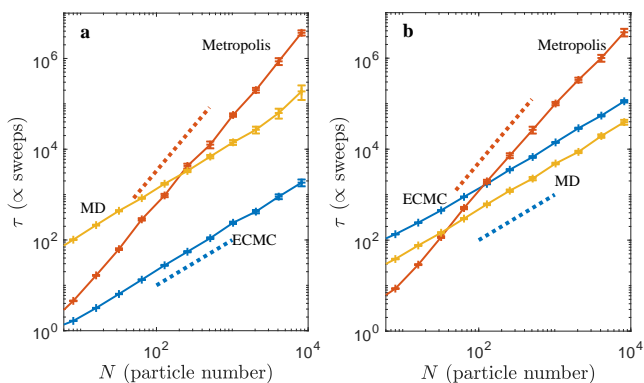 a
b
Metropolis
Metropolis
MD
ECMC
ECMC
MD
τ (∝ sweeps)
τ (∝ sweeps)
10^6
10^4
10^2
10^0
10^6
10^4
10^2
10^0
10^2
10^4
10^2
10^4
N (particle number)
N (particle number)